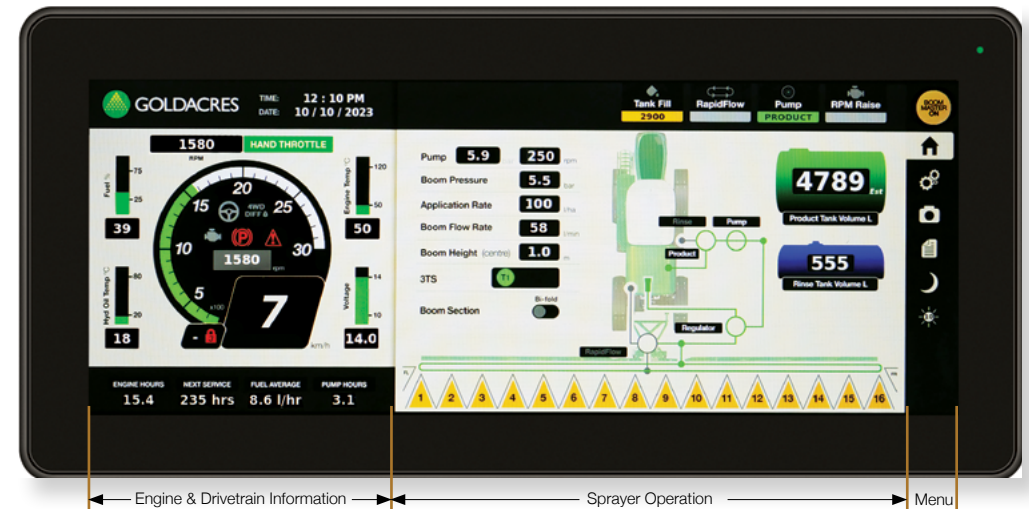 GOLDACRES
TIME: 12 : 10 PM
DATE: 10 / 10 / 2023
Tank Fill
2900
RapidFlow
Pump
PRODUCT
RPM Raise
BOOM
MASTER
ON
1580
HAND THROTTLE
RPM
Fuel %
75
25
39
Engine Temp °C
120
50
50
Hyd Oil Temp °C
80
20
18
Voltage
14
10
14.0
5
10
15
20
25
30
x100
4WD
DIFF
P
1580
rpm
7
km/h
-
ENGINE HOURS
15.4
NEXT SERVICE
235 hrs
FUEL AVERAGE
8.6 l/hr
PUMP HOURS
3.1
Pump 5.9 250 rpm
Boom Pressure 5.5 bar
Application Rate 100 l/ha
Boom Flow Rate 58 l/min
Boom Height (centre) 1.0 m
3TS T1
Bi-fold
Boom Section
Rinse
Pump
Product
Regulator
RapidFlow
4789 Est
Product Tank Volume L
555
Rinse Tank Volume L
1 2 3 4 5 6 7 8 9 10 11 12 13 14 15 16
Engine & Drivetrain Information
Sprayer Operation
Menu